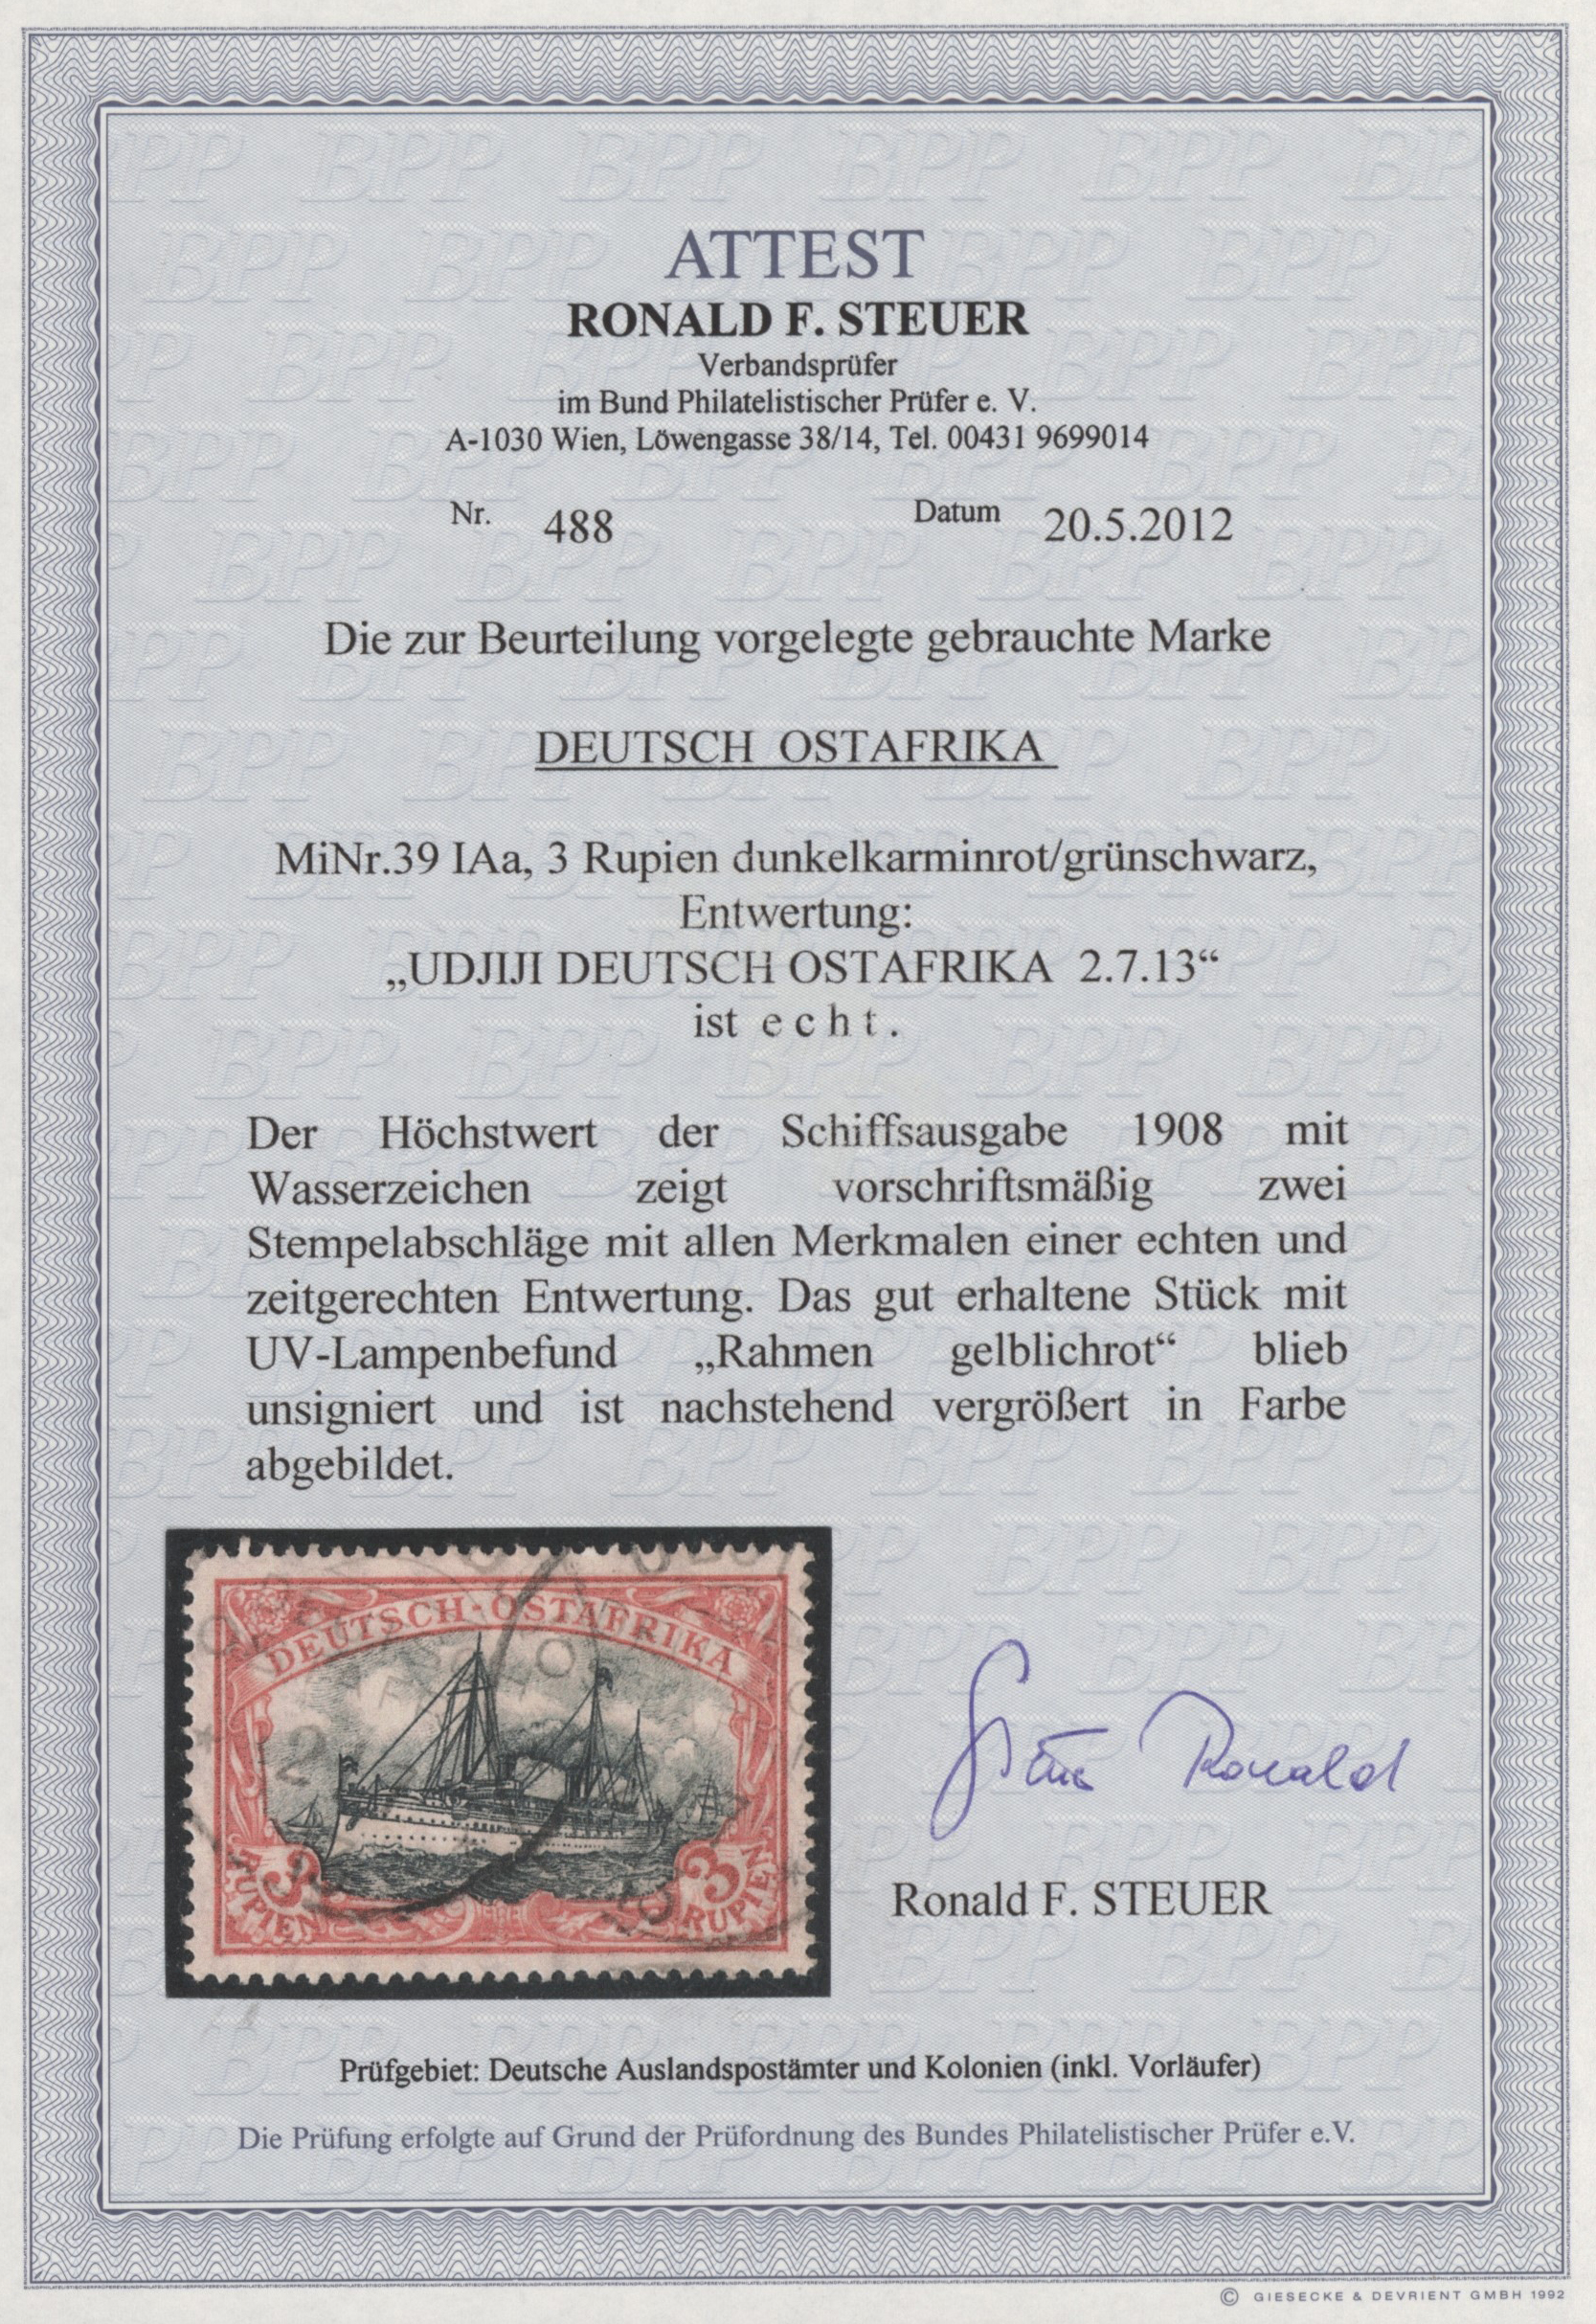 ATTEST
RONALD F. STEUER
Verbandsprüfer
im Bund Philatelistischer Prüfer e. V.
A-1030 Wien, Löwengasse 38/14, Tel. 00431 9699014
Nr. 488 Datum 20.5.2012
Die zur Beurteilung vorgelegte gebrauchte Marke
DEUTSCH OSTAFRIKA
MiNr.39 IAa, 3 Rupien dunkelkarminrot/grünschwarz,
Entwertung:
„UDJIJI DEUTSCH OSTAFRIKA 2.7.13“
ist e c h t .
Der Höchstwert der Schiffsausgabe 1908 mit
Wasserzeichen zeigt vorschriftsmäßig zwei
Stempelabschläge mit allen Merkmalen einer echten und
zeitgerechten Entwertung. Das gut erhaltene Stück mit
UV-Lampenbefund „Rahmen gelblichrot“ blieb
unsigniert und ist nachstehend vergrößert in Farbe
abgebildet.
DEUTSCH-OSTAFRIKA
3 RUPIEN 3 RUPIEN
Steuer Ronald
Ronald F. STEUER
Prüfgebiet: Deutsche Auslandspostämter und Kolonien (inkl. Vorläufer)
Die Prüfung erfolgte auf Grund der Prüfordnung des Bundes Philatelistischer Prüfer e.V.
© GIESECKE & DEVRIENT GMBH 1992